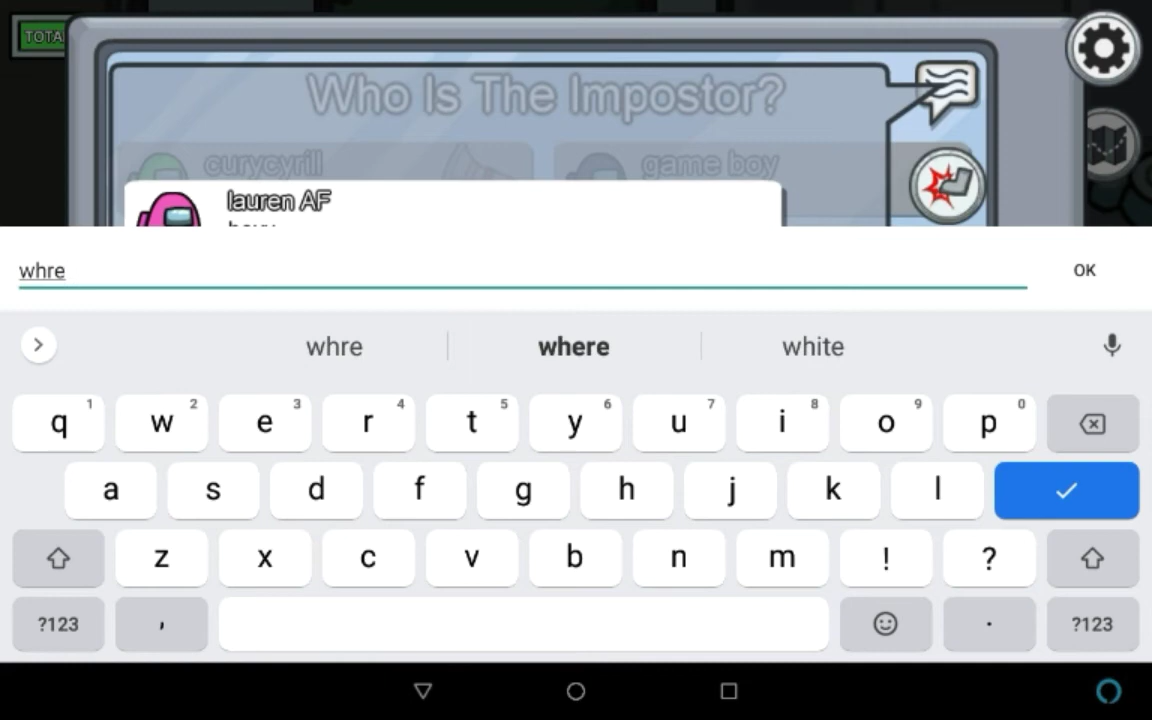 TOTA
Who Is The Impostor?
curycyrill game boy
lauren AF
whre OK
whre where white
q 1 w 2 e 3 r 4 t 5 y 6 u 7 i 8 o 9 p 0
a s d f g h j k l
z x c v b n m ! ?
?123 , . ?123